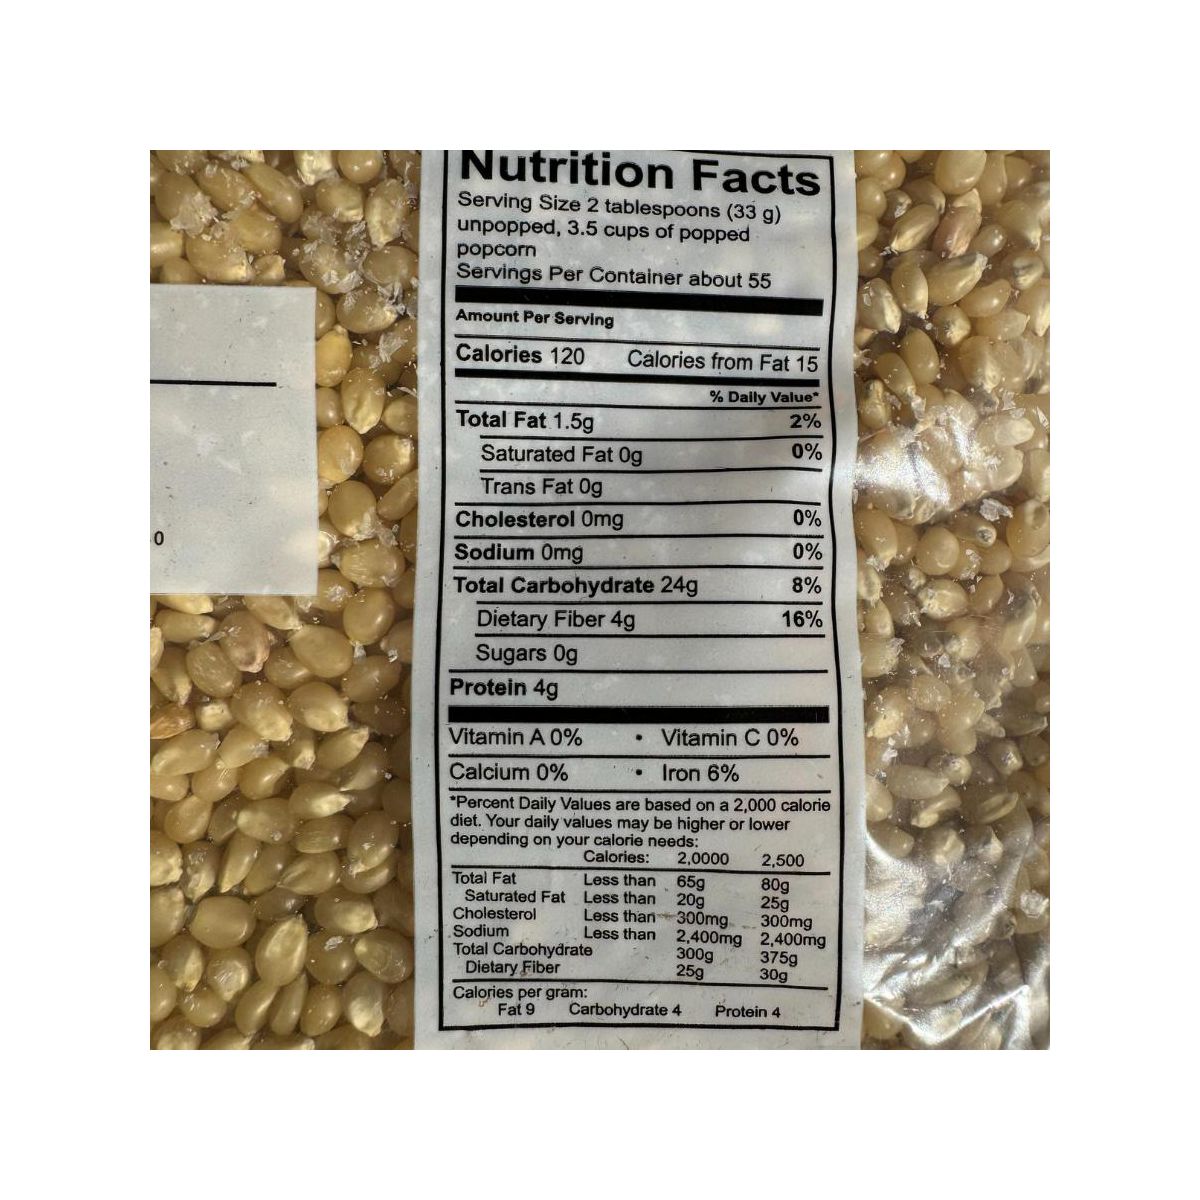 Nutrition Facts
Serving Size 2 tablespoons (33 g)
unpopped, 3.5 cups of popped
popcorn
Servings Per Container about 55
Amount Per Serving
Calories 120 Calories from Fat 15
% Daily Value*
Total Fat 1.5g 2%
Saturated Fat 0g 0%
Trans Fat 0g
Cholesterol 0mg 0%
Sodium 0mg 0%
Total Carbohydrate 24g 8%
Dietary Fiber 4g 16%
Sugars 0g
Protein 4g
Vitamin A 0% • Vitamin C 0%
Calcium 0% • Iron 6%
*Percent Daily Values are based on a 2,000 calorie
diet. Your daily values may be higher or lower
depending on your calorie needs:
Calories: 2,0000 2,500
Total Fat Less than 65g 80g
Saturated Fat Less than 20g 25g
Cholesterol Less than 300mg 300mg
Sodium Less than 2,400mg 2,400mg
Total Carbohydrate 300g 375g
Dietary Fiber 25g 30g
Calories per gram:
Fat 9 Carbohydrate 4 Protein 4
0